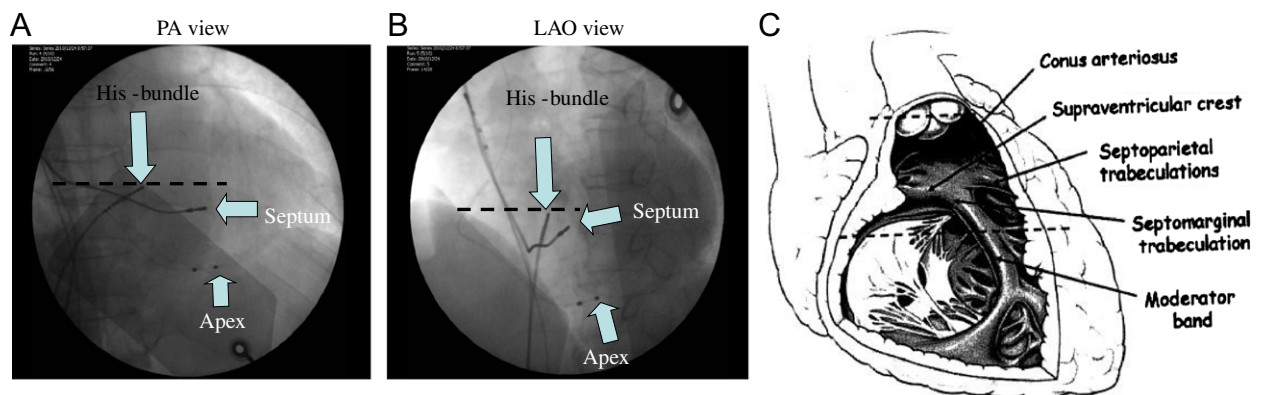 A
PA view
His -bundle
Septum
Apex
B
LAO view
His -bundle
Septum
Apex
C
Conus arteriosus
Supraventricular crest
Septoparietal
trabeculations
Septomarginal
trabeculation
Moderator
band